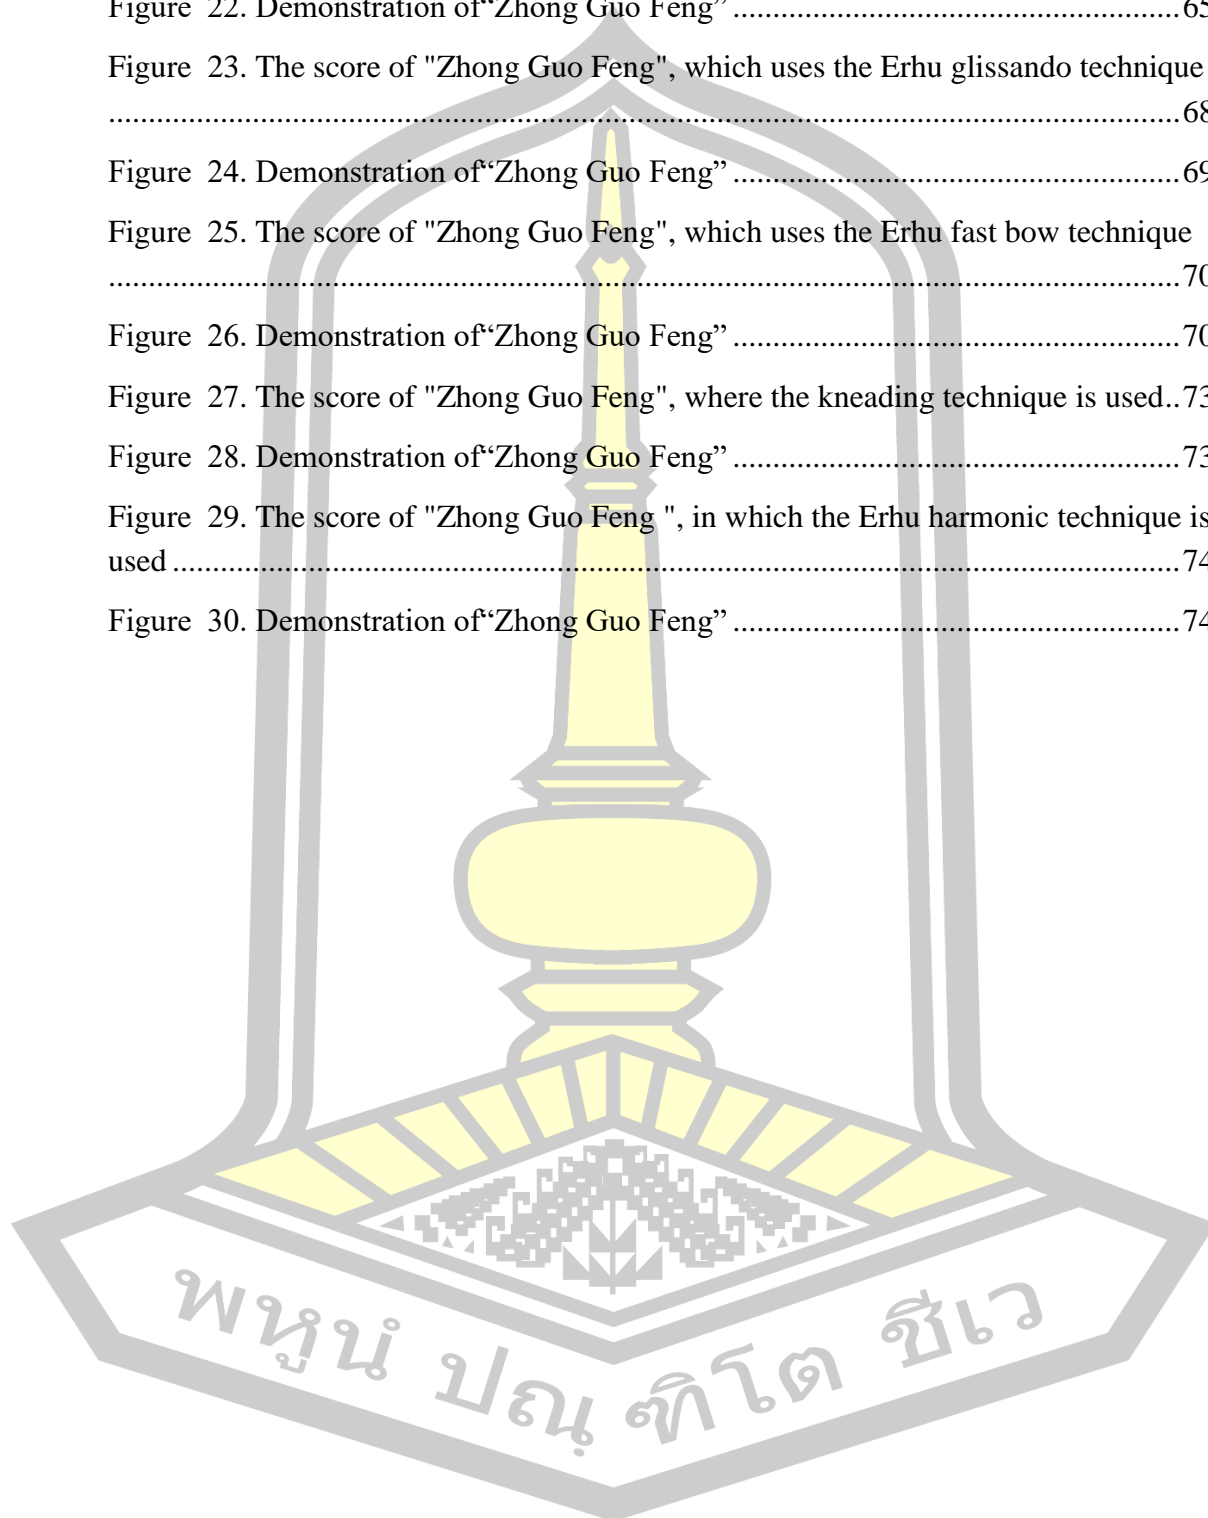 Figure 22. Demonstration of“Zhong Guo Feng” ........................................................65
Figure 23. The score of "Zhong Guo Feng", which uses the Erhu glissando technique
.....................................................................................................................................68
Figure 24. Demonstration of“Zhong Guo Feng” ........................................................69
Figure 25. The score of "Zhong Guo Feng", which uses the Erhu fast bow technique
.....................................................................................................................................70
Figure 26. Demonstration of“Zhong Guo Feng” ........................................................70
Figure 27. The score of "Zhong Guo Feng", where the kneading technique is used..73
Figure 28. Demonstration of“Zhong Guo Feng” ........................................................73
Figure 29. The score of "Zhong Guo Feng ", in which the Erhu harmonic technique is
used .............................................................................................................................74
Figure 30. Demonstration of“Zhong Guo Feng” ........................................................74
พหูนํ ปณฺฑิโต ชีเว